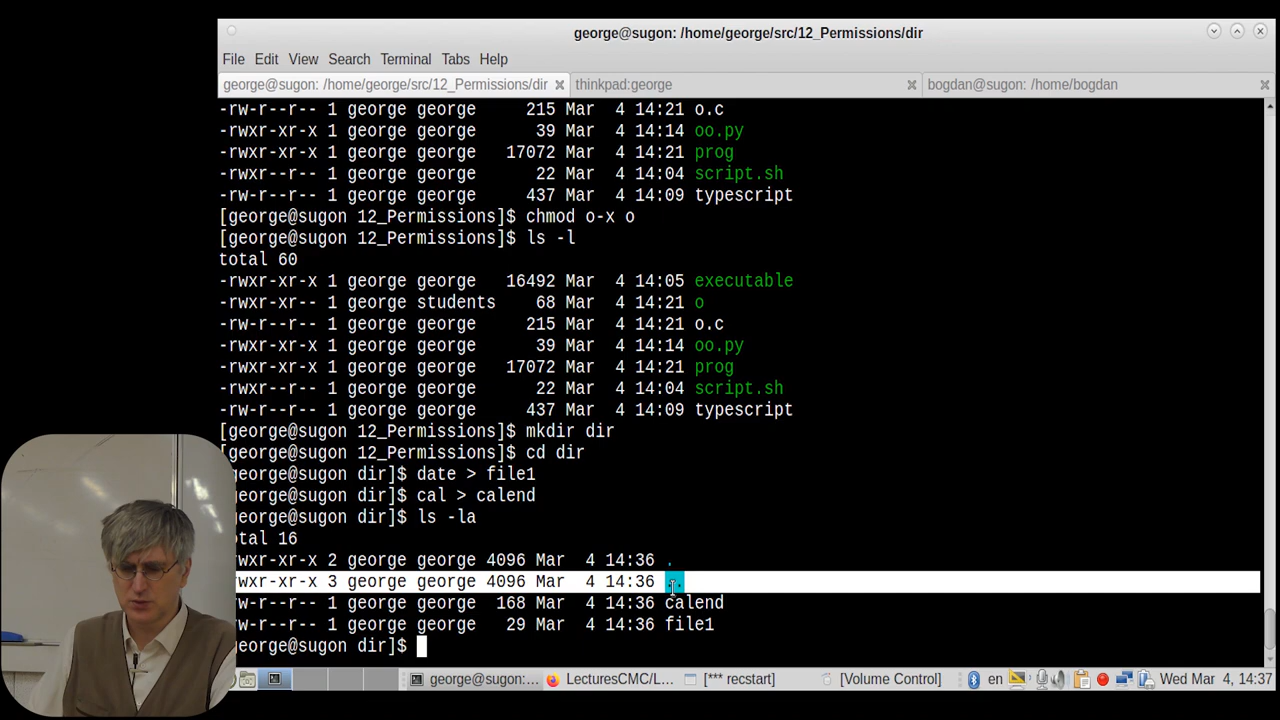 george@sugon: /home/george/src/12_Permissions/dir
File Edit View Search Terminal Tabs Help
george@sugon: /home/george/src/12_Permissions/dir thinkpad:george bogdan@sugon: /home/bogdan
-rw-r--r-- 1 george george 215 Mar 4 14:21 o.c
-rwxr-xr-x 1 george george 39 Mar 4 14:14 oo.py
-rwxr-xr-x 1 george george 17072 Mar 4 14:21 prog
-rwxr-xr-x 1 george george 22 Mar 4 14:04 script.sh
-rw-r--r-- 1 george george 437 Mar 4 14:09 typescript
[george@sugon 12_Permissions]$ chmod o-x o
[george@sugon 12_Permissions]$ ls -l
total 60
-rwxr-xr-x 1 george george 16492 Mar 4 14:05 executable
-rwxr-xr-- 1 george students 68 Mar 4 14:21 o
-rw-r--r-- 1 george george 215 Mar 4 14:21 o.c
-rwxr-xr-x 1 george george 39 Mar 4 14:14 oo.py
-rwxr-xr-x 1 george george 17072 Mar 4 14:21 prog
-rwxr-xr-x 1 george george 22 Mar 4 14:04 script.sh
-rw-r--r-- 1 george george 437 Mar 4 14:09 typescript
[george@sugon 12_Permissions]$ mkdir dir
[george@sugon 12_Permissions]$ cd dir
george@sugon dir]$ date > file1
george@sugon dir]$ cal > calend
george@sugon dir]$ ls -la
otal 16
rwxr-xr-x 2 george george 4096 Mar 4 14:36 .
rwxr-xr-x 3 george george 4096 Mar 4 14:36 ..
rw-r--r-- 1 george george 168 Mar 4 14:36 calend
rw-r--r-- 1 george george 29 Mar 4 14:36 file1
george@sugon dir]$
george@sugon:... LecturesCMC/L... [*** recstart] [Volume Control] en Wed Mar 4, 14:37